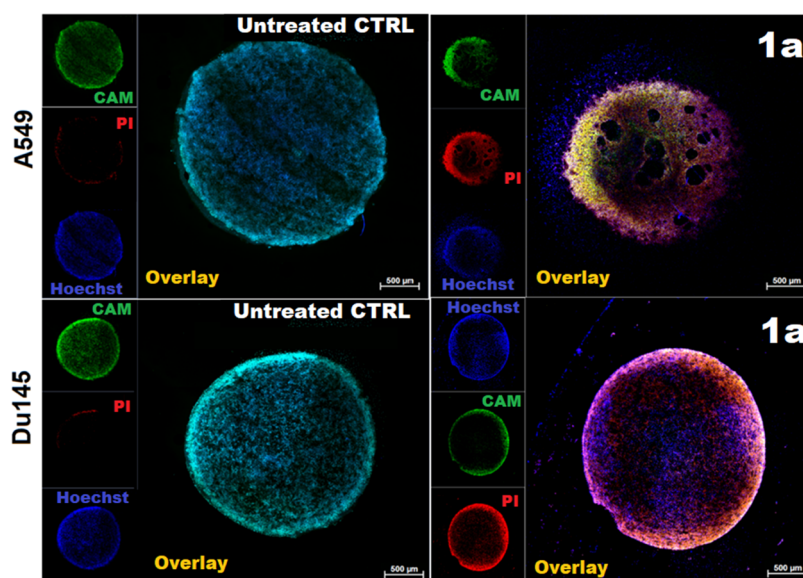 A549
CAM
PI
Hoechst
Untreated CTRL
Overlay
500 µm
CAM
PI
Hoechst
1a
Overlay
500 µm
Du145
CAM
PI
Hoechst
Untreated CTRL
Overlay
500 µm
Hoechst
CAM
PI
1a
Overlay
500 µm